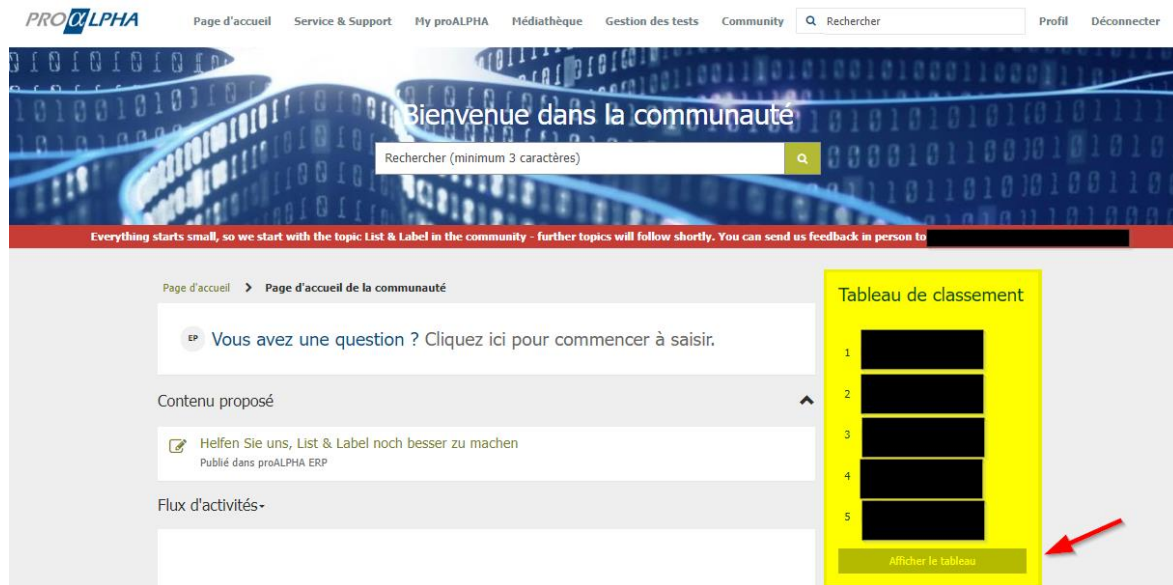 PROαLPHA
Page d'accueil Service & Support My proALPHA Médiathèque Gestion des tests Community Rechercher Profil Déconnecter
Bienvenue dans la communauté
Rechercher (minimum 3 caractères)
Everything starts small, so we start with the topic List & Label in the community - further topics will follow shortly. You can send us feedback in person to
Page d'accueil > Page d'accueil de la communauté
EP Vous avez une question ? Cliquez ici pour commencer à saisir.
Contenu proposé
Helfen Sie uns, List & Label noch besser zu machen
Publié dans proALPHA ERP
Flux d'activités
Tableau de classement
1
2
3
4
5
Afficher le tableau